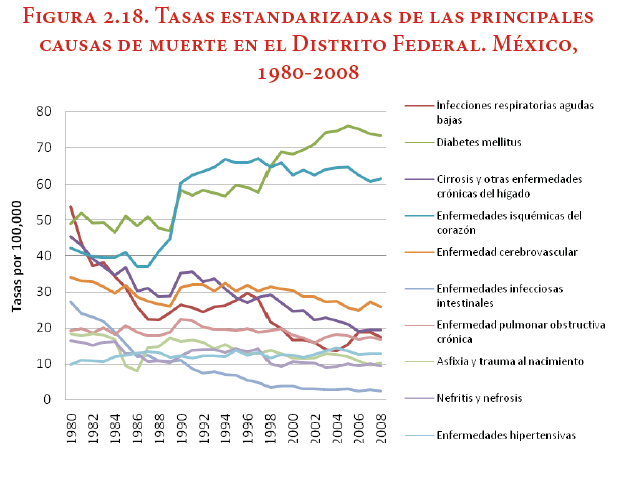 Figura 2.18. Tasas estandarizadas de las principales
causas de muerte en el Distrito Federal. México,
1980-2008
80
70
60
50
40
30
20
10
0
Tasas por 100,000
1980
1982
1984
1986
1988
1990
1992
1994
1996
1998
2000
2002
2004
2006
2008
Infecciones respiratorias agudas
bajas
Diabetes mellitus
Cirrosis y otras enfermedades
crónicas del hígado
Enfermedades isquémicas del
corazón
Enfermedad cerebrovascular
Enfermedades infecciosas
intestinales
Enfermedad pulmonar obstructiva
crónica
Asfixia y trauma al nacimiento
Nefritis y nefrosis
Enfermedades hipertensivas